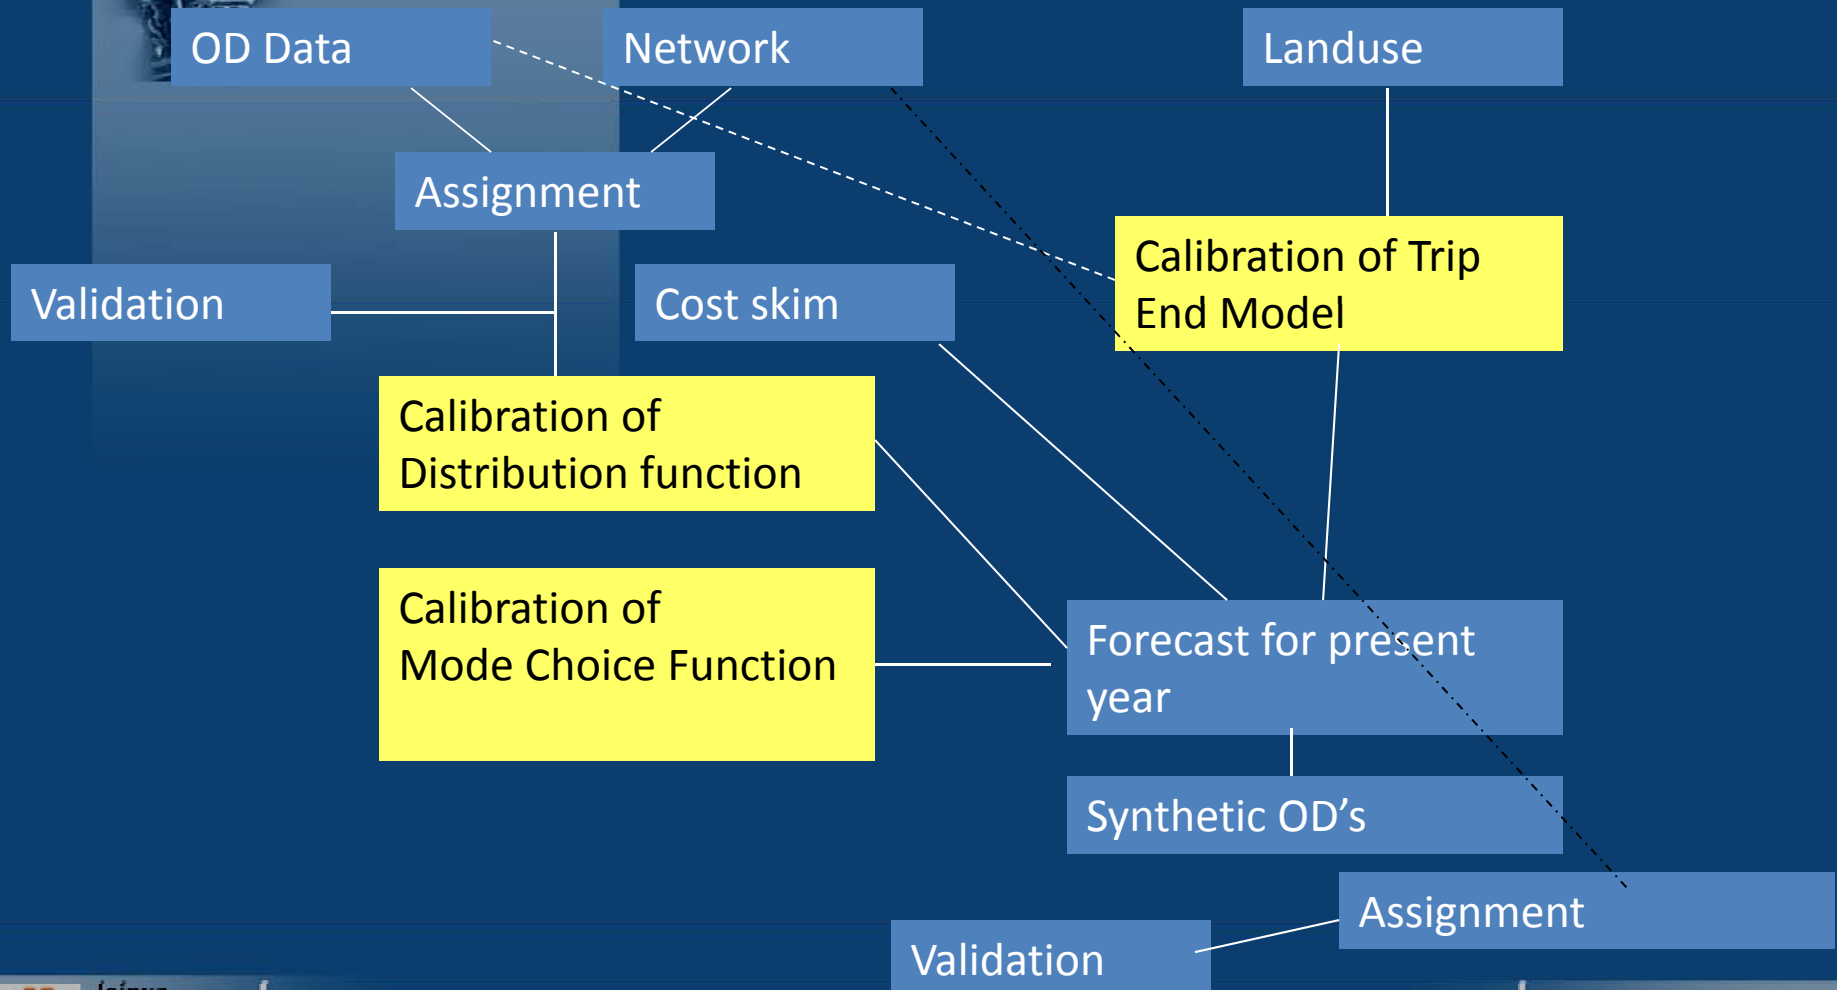 OD Data
Network
Landuse
Assignment
Calibration of Trip
End Model
Validation
Cost skim
Calibration of
Distribution function
Calibration of
Mode Choice Function
Forecast for present
year
Synthetic OD's
Assignment
Validation